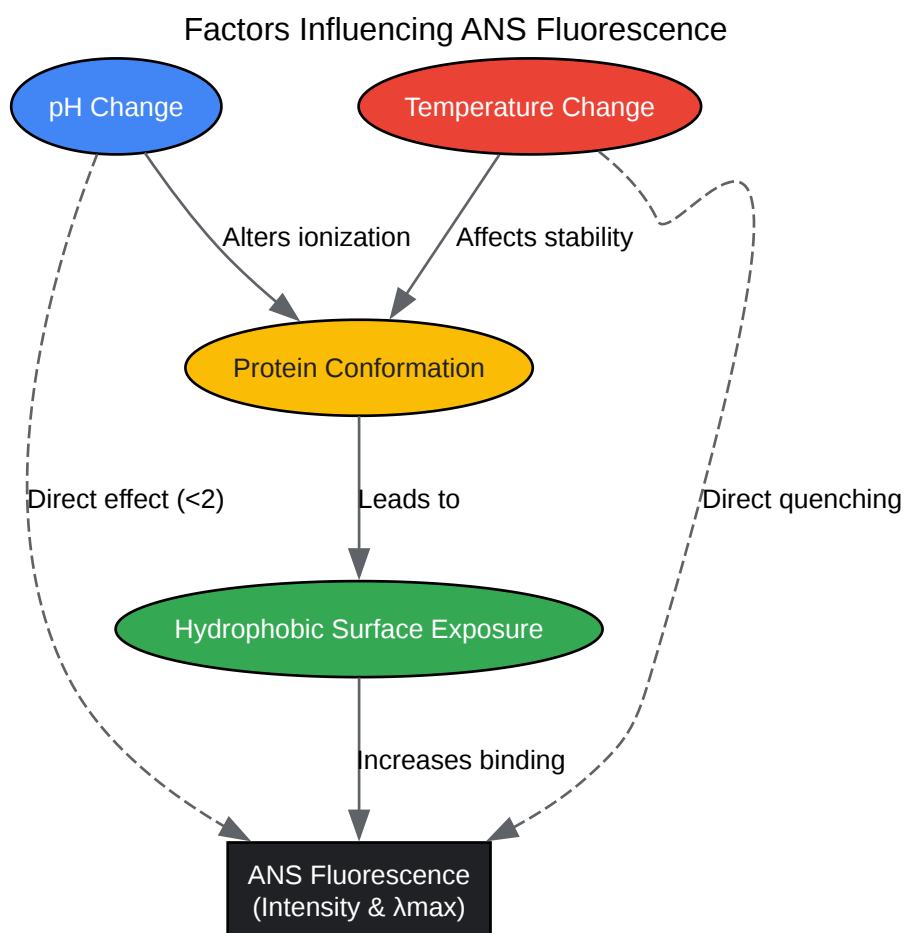 Factors Influencing ANS Fluorescence
pH Change
Temperature Change
Alters ionization
Affects stability
Protein Conformation
Direct effect (<2)
Leads to
Direct quenching
Hydrophobic Surface Exposure
Increases binding
ANS Fluorescence
(Intensity & λmax)